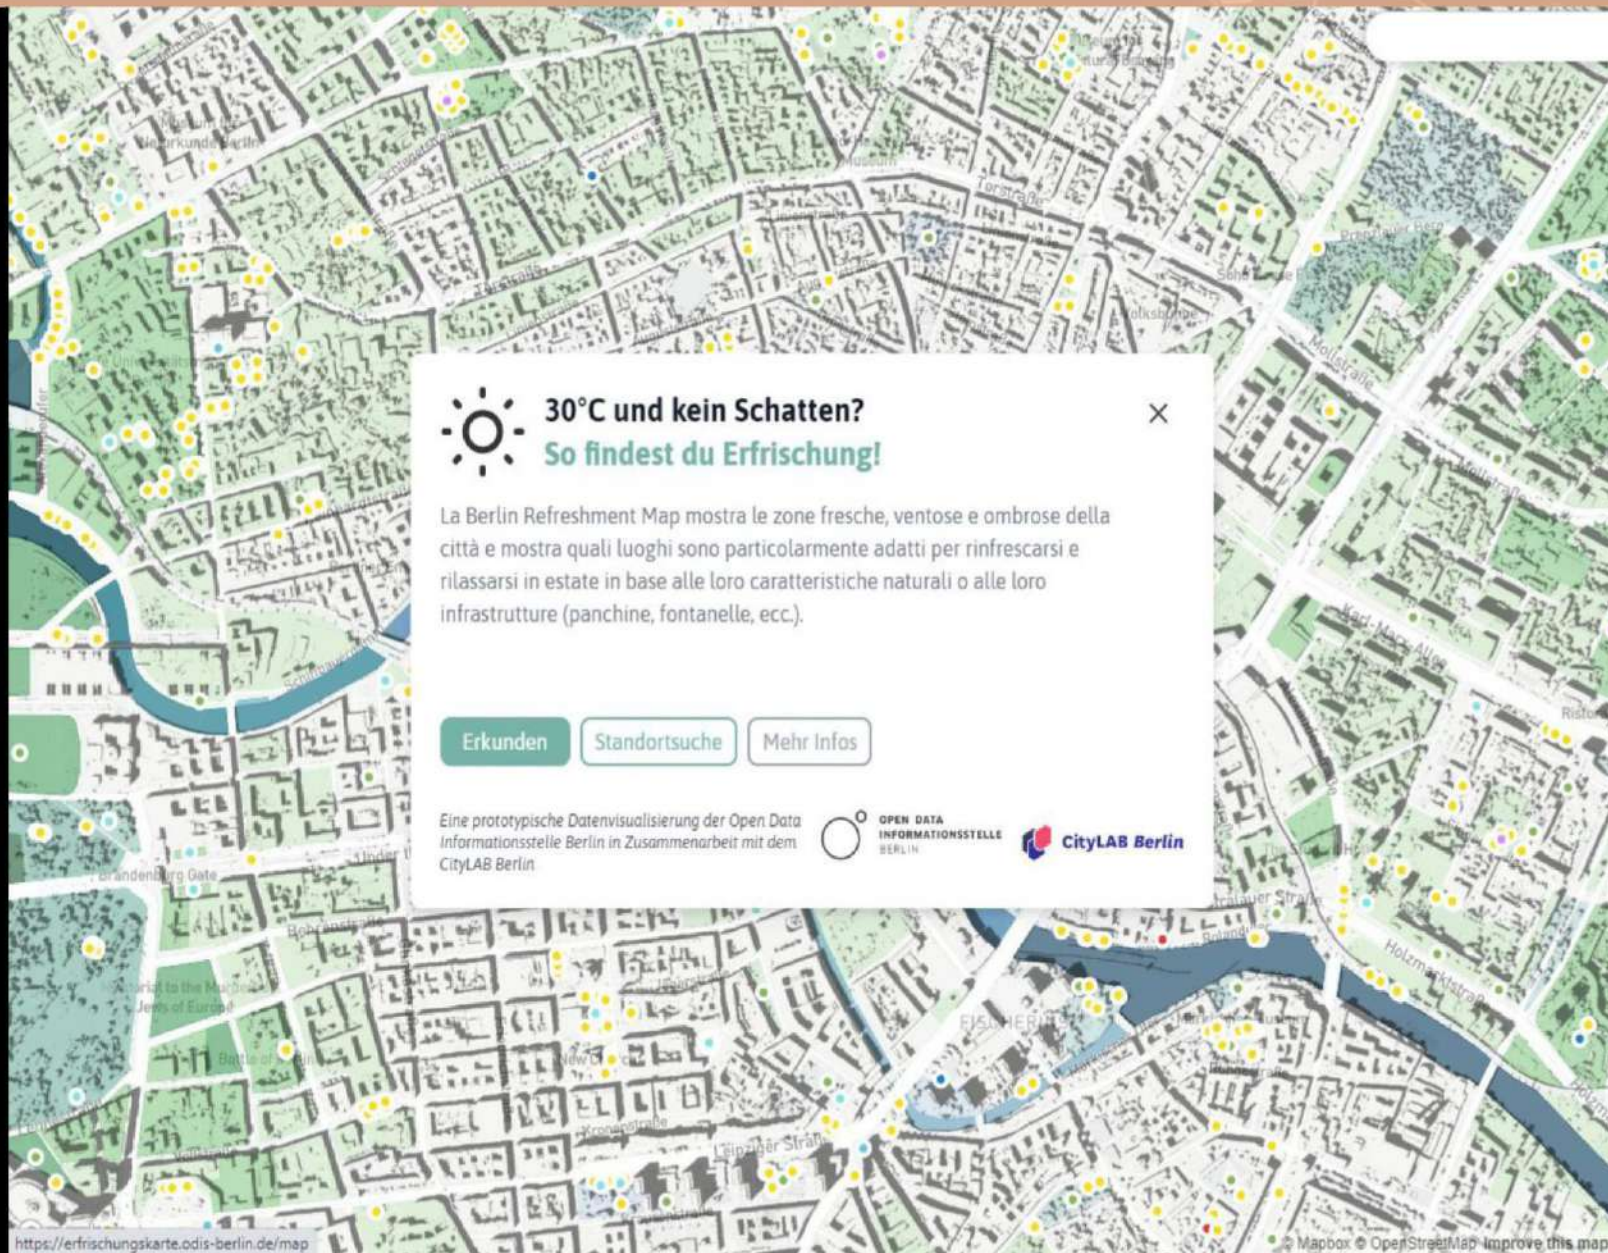 Torstraße
Prenzlauer Berg
Mollstraße
30°C und kein Schatten?
So findest du Erfrischung!
La Berlin Refreshment Map mostra le zone fresche, ventose e ombrose della
città e mostra quali luoghi sono particolarmente adatti per rinfrescarsi e
rilassarsi in estate in base alle loro caratteristiche naturali o alle loro
infrastrutture (panchine, fontanelle, ecc.).
Karl-Marx-Allee
Erkunden
Standortsuche
Mehr Infos
Eine prototypische Datenvisualisierung der Open Data
Informationsstelle Berlin in Zusammenarbeit mit dem
CityLAB Berlin
OPEN DATA
INFORMATIONSSTELLE
BERLIN
CityLAB Berlin
Brandenburg Gate
Behrenstraße
Holzmarktstraße
Kronenstraße
Leipziger Straße
https://erfrischungskarte.odis-berlin.de/map
© Mapbox © OpenStreetMap Improve this map